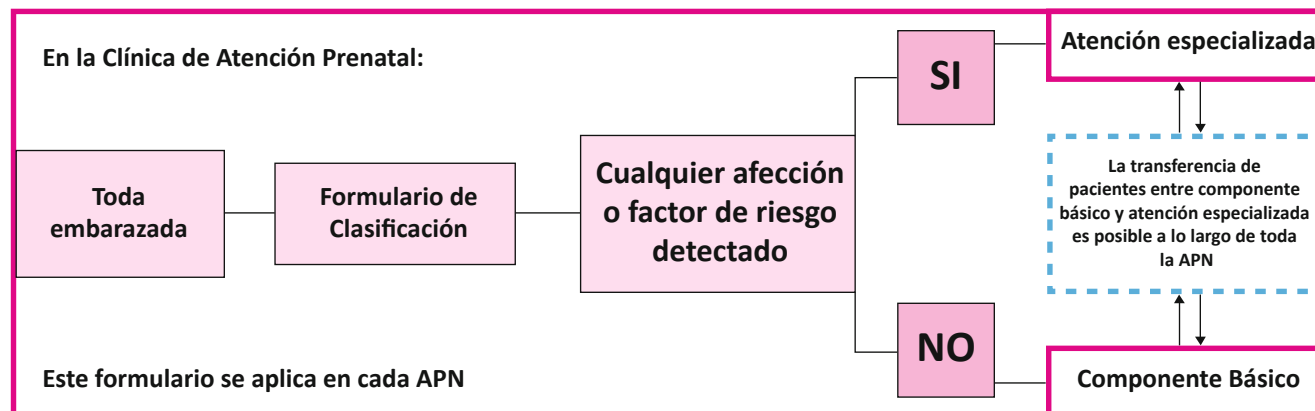 En la Clínica de Atención Prenatal:
Toda
embarazada
Formulario de
Clasificación
Cualquier afección
o factor de riesgo
detectado
SI
NO
Atención especializada
La transferencia de
pacientes entre componente
básico y atención especializada
es posible a lo largo de toda
la APN
Componente Básico
Este formulario se aplica en cada APN